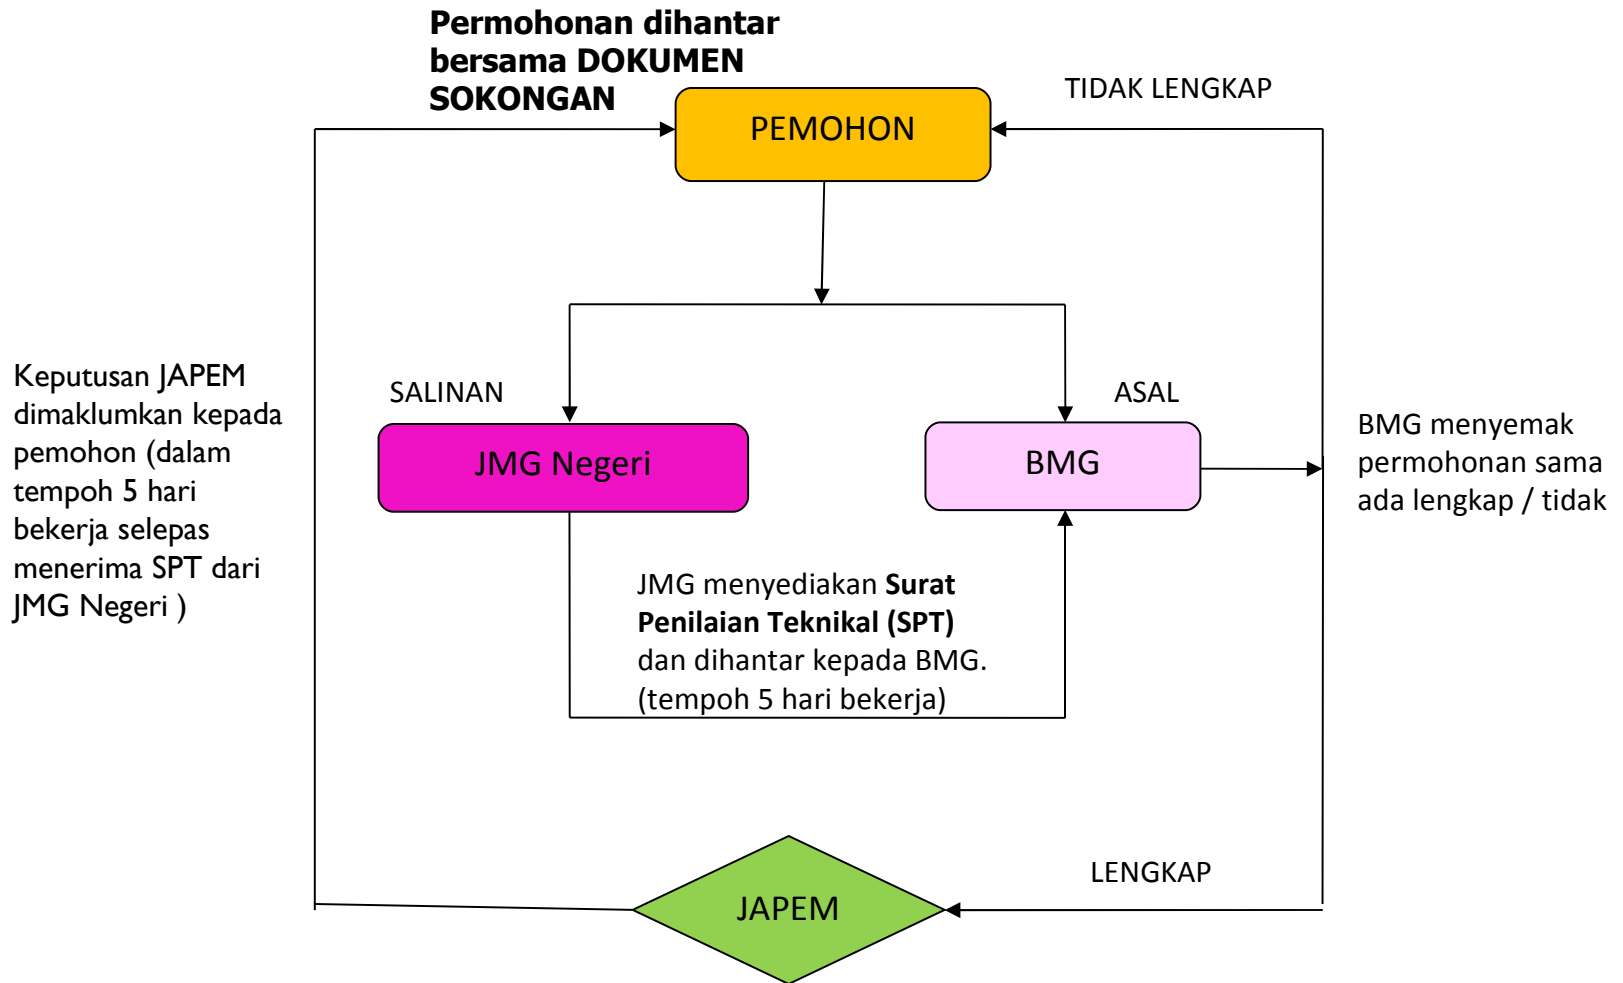 Permohonan dihantar
bersama DOKUMEN
SOKONGAN
TIDAK LENGKAP
PEMOHON
Keputusan JAPEM
dimaklumkan kepada
pemohon (dalam
tempoh 5 hari
bekerja selepas
menerima SPT dari
JMG Negeri )
SALINAN
ASAL
JMG Negeri
BMG
BMG menyemak
permohonan sama
ada lengkap / tidak
JMG menyediakan Surat
Penilaian Teknikal (SPT)
dan dihantar kepada BMG.
(tempoh 5 hari bekerja)
LENGKAP
JAPEM